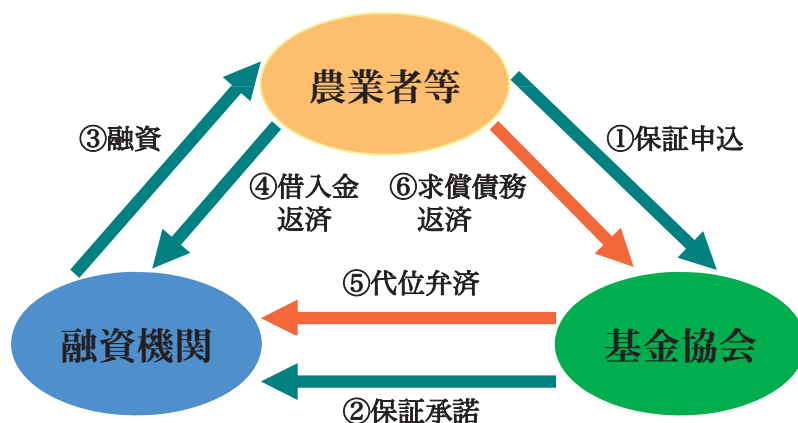 農業者等
③融資
①保証申込
④借入金
返済
⑥求償債務
返済
⑤代位弁済
融資機関
基金協会
②保証承諾